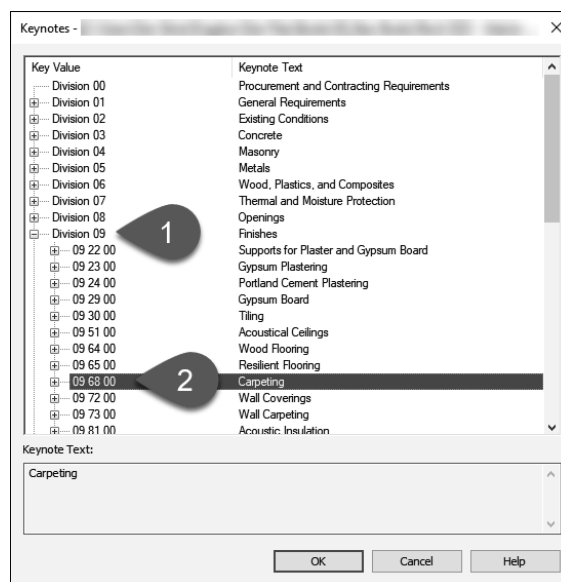 Keynotes -
Key Value Keynote Text
Division 00 Procurement and Contracting Requirements
Division 01 General Requirements
Division 02 Existing Conditions
Division 03 Concrete
Division 04 Masonry
Division 05 Metals
Division 06 Wood, Plastics, and Composites
Division 07 Thermal and Moisture Protection
Division 08 Openings
Division 09 1 Finishes
09 22 00 Supports for Plaster and Gypsum Board
09 23 00 Gypsum Plastering
09 24 00 Portland Cement Plastering
09 29 00 Gypsum Board
09 30 00 Tiling
09 51 00 Acoustical Ceilings
09 64 00 Wood Flooring
09 65 00 Resilient Flooring
09 68 00 2 Carpeting
09 72 00 Wall Coverings
09 73 00 Wall Carpeting
09 81 00 Acoustic Insulation
Keynote Text:
Carpeting
OK Cancel Help